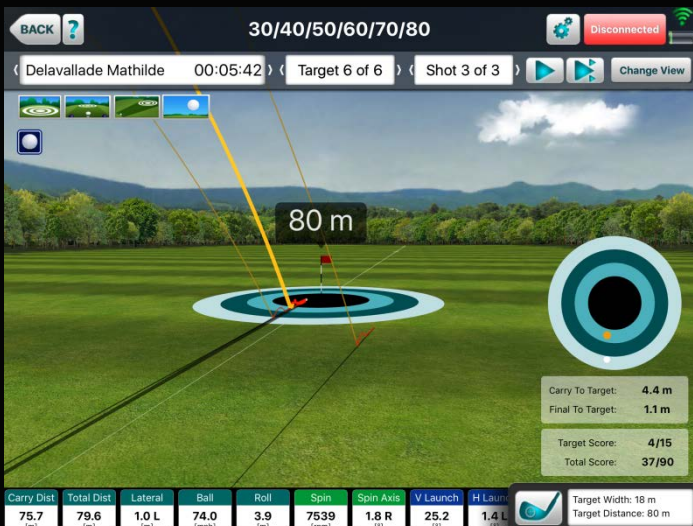 BACK ? 30/40/50/60/70/80 Disconnected
Delavallade Mathilde 00:05:42 Target 6 of 6 Shot 3 of 3 Change View
80 m
Carry To Target: 4.4 m
Final To Target: 1.1 m
Target Score: 4/15
Total Score: 37/90
Carry Dist Total Dist Lateral Ball Roll Spin Spin Axis V Launch H Laun
75.7 79.6 1.0 L 74.0 3.9 7539 1.8 R 25.2 1.4 L
Target Width: 18 m
Target Distance: 80 m